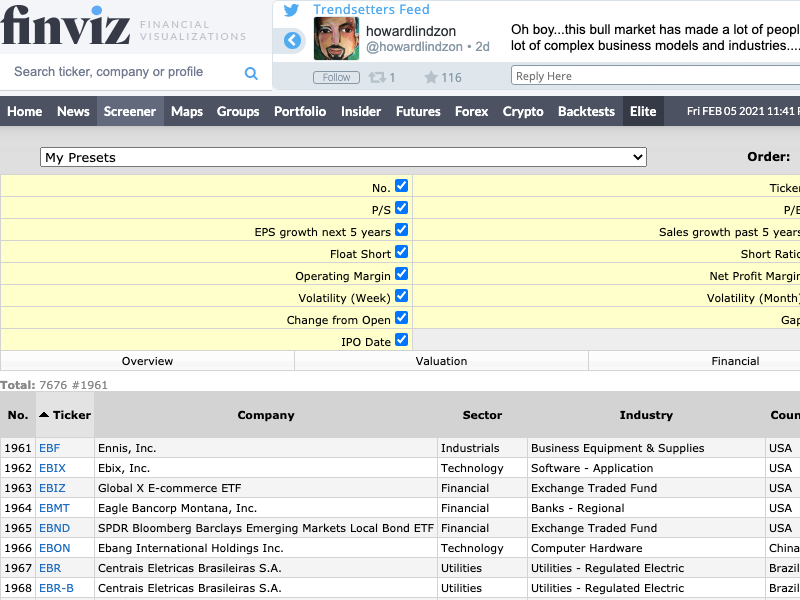 finviz FINANCIAL
VISUALIZATIONS
Search ticker, company or profile
Trendsetters Feed
howardlindzon
@howardlindzon • 2d
Oh boy...this bull market has made a lot of peopl
lot of complex business models and industries....
Follow 1 116 Reply Here
Home News Screener Maps Groups Portfolio Insider Futures Forex Crypto Backtests Elite Fri FEB 05 2021 11:41 P
My Presets Order:
No. Ticker
P/S P/E
EPS growth next 5 years Sales growth past 5 years
Float Short Short Ratio
Operating Margin Net Profit Margin
Volatility (Week) Volatility (Month)
Change from Open Gap
IPO Date
Overview Valuation Financial
Total: 7676 #1961
No. Ticker Company Sector Industry Coun
1961 EBF Ennis, Inc. Industrials Business Equipment & Supplies USA
1962 EBIX Ebix, Inc. Technology Software - Application USA
1963 EBIZ Global X E-commerce ETF Financial Exchange Traded Fund USA
1964 EBMT Eagle Bancorp Montana, Inc. Financial Banks - Regional USA
1965 EBND SPDR Bloomberg Barclays Emerging Markets Local Bond ETF Financial Exchange Traded Fund USA
1966 EBON Ebang International Holdings Inc. Technology Computer Hardware China
1967 EBR Centrais Eletricas Brasileiras S.A. Utilities Utilities - Regulated Electric Brazil
1968 EBR-B Centrais Eletricas Brasileiras S.A. Utilities Utilities - Regulated Electric Brazil